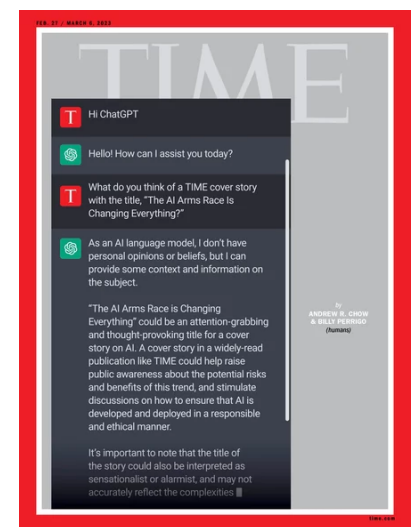 FEB. 27 / MARCH 6, 2023
TIME
T
Hi ChatGPT
Hello! How can I assist you today?
T
What do you think of a TIME cover story
with the title, "The AI Arms Race Is
Changing Everything?"
As an AI language model, I don't have
personal opinions or beliefs, but I can
provide some context and information on
the subject.
"The AI Arms Race is Changing
Everything" could be an attention-grabbing
and thought-provoking title for a cover
story on AI. A cover story in a widely-read
publication like TIME could help raise
public awareness about the potential risks
and benefits of this trend, and stimulate
discussions on how to ensure that AI is
developed and deployed in a responsible
and ethical manner.
It's important to note that the title of
the story could also be interpreted as
sensationalist or alarmist, and may not
accurately reflect the complexities
by
ANDREW R. CHOW
& BILLY PERRIGO
(humans)
time.com